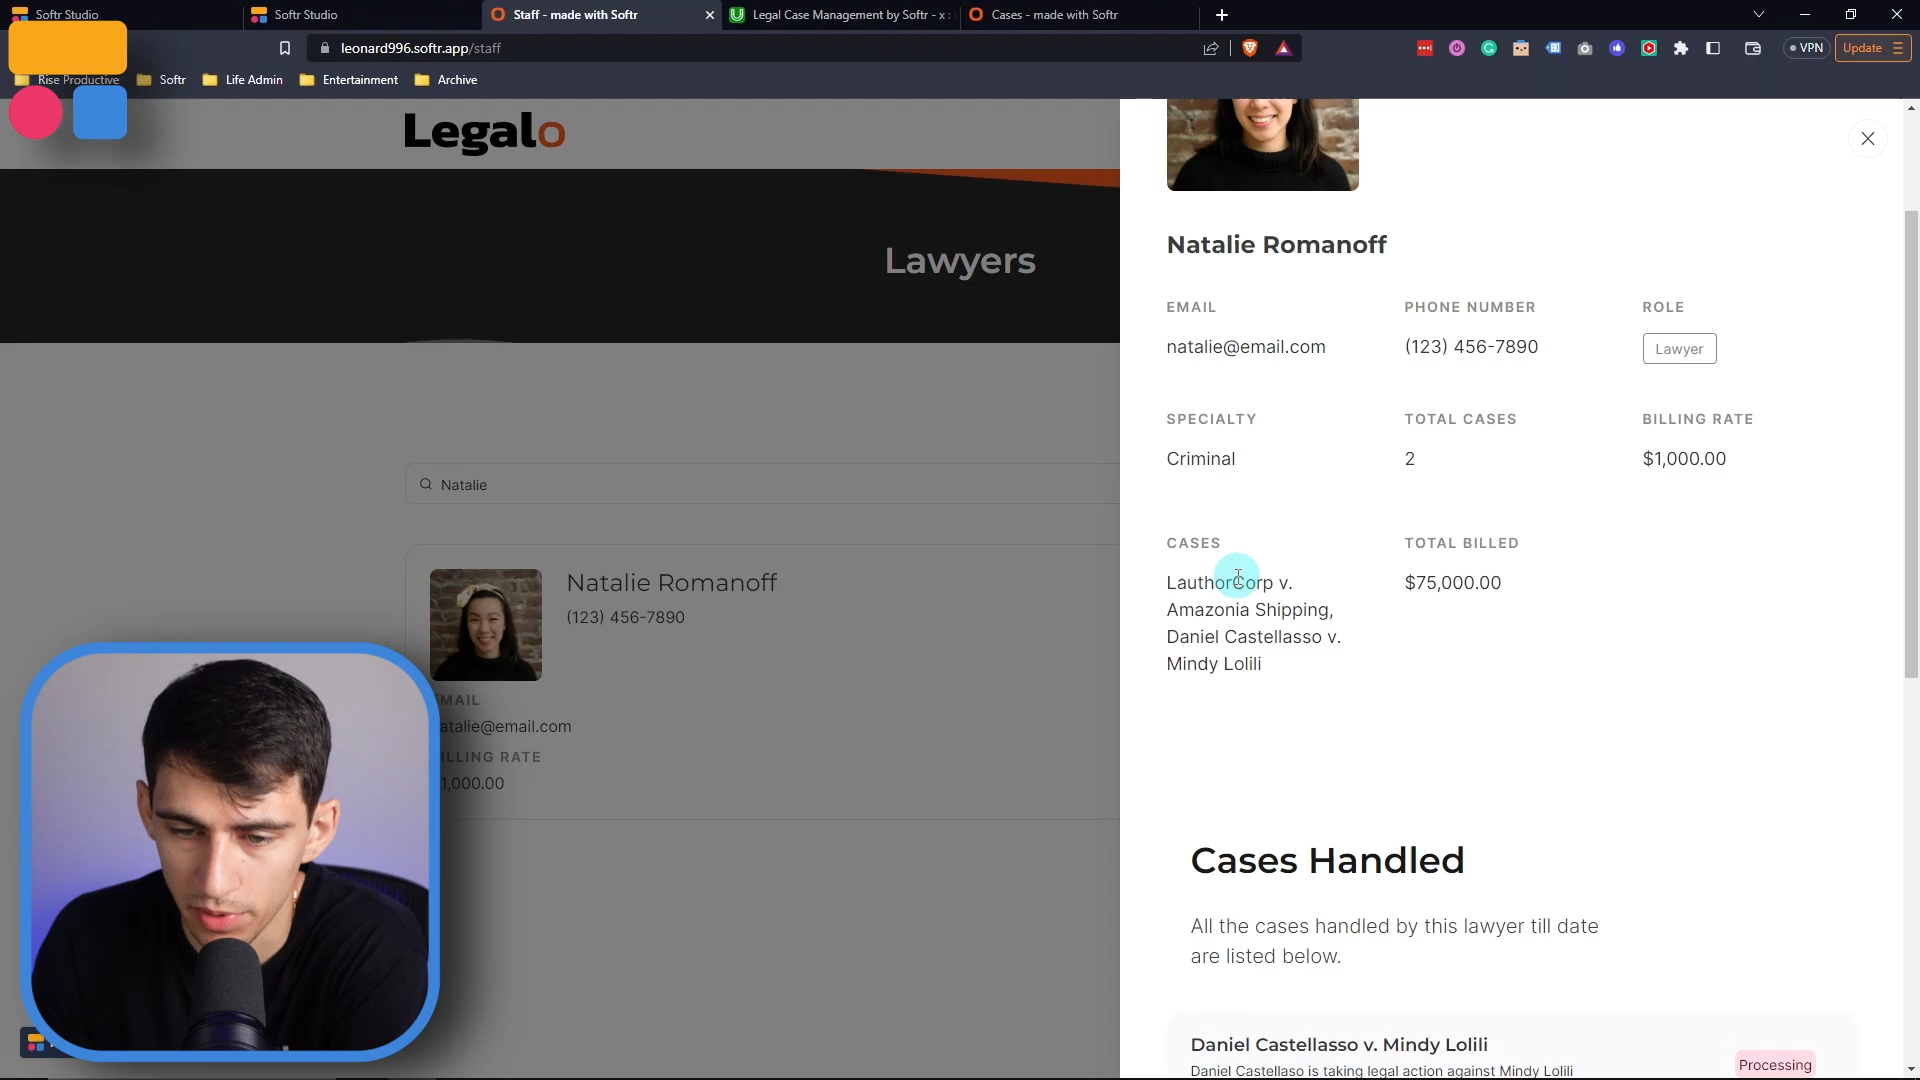 Softr Studio
Softr Studio
Staff - made with Softr
Legal Case Management by Softr - x
Cases - made with Softr
leonard996.softr.app/staff
VPN
Update
Rise Productive
Softr
Life Admin
Entertainment
Archive
Legalo
Lawyers
Natalie
Natalie Romanoff
(123) 456-7890
MAIL
atalie@email.com
LLING RATE
1,000.00
Natalie Romanoff
EMAIL
PHONE NUMBER
ROLE
natalie@email.com
(123) 456-7890
Lawyer
SPECIALTY
TOTAL CASES
BILLING RATE
Criminal
2
$1,000.00
CASES
TOTAL BILLED
LauthorCorp v.
$75,000.00
Amazonia Shipping,
Daniel Castellasso v.
Mindy Lolili
Cases Handled
All the cases handled by this lawyer till date
are listed below.
Daniel Castellasso v. Mindy Lolili
Processing
Daniel Castellaso is taking legal action against Mindy Lolili